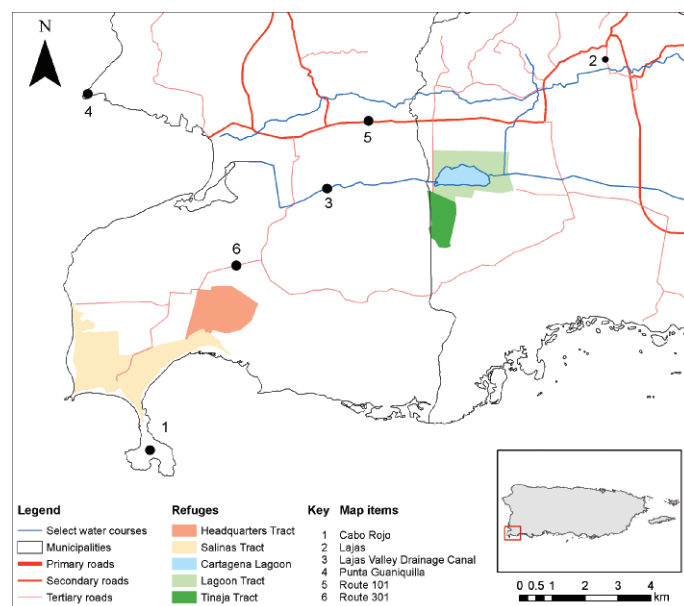 N
2
4
5
3
6
1
Legend
Select water courses
Municipalities
Primary roads
Secondary roads
Tertiary roads
Refuges
Headquarters Tract
Salinas Tract
Cartagena Lagoon
Lagoon Tract
Tinaja Tract
Key Map items
1 Cabo Rojo
2 Lajas
3 Lajas Valley Drainage Canal
4 Punta Guaniquilla
5 Route 101
6 Route 301
0 0.5 1 2 3 4
km